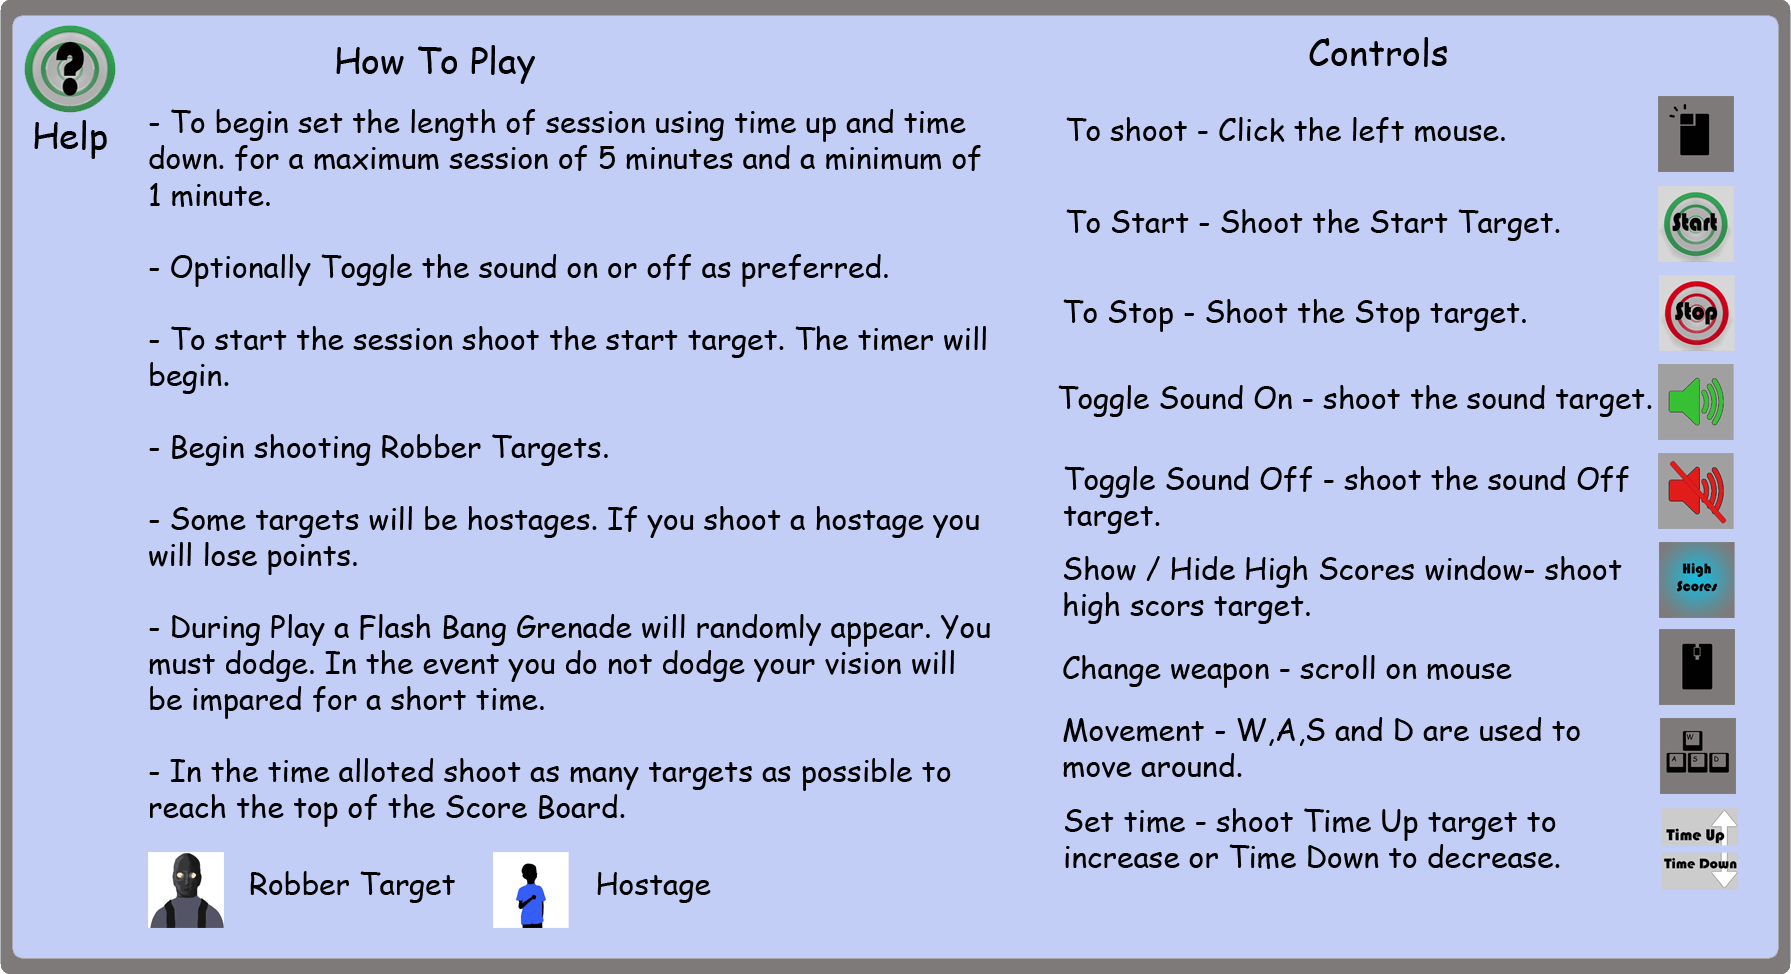 Help
How To Play
- To begin set the length of session using time up and time
down. for a maximum session of 5 minutes and a minimum of
1 minute.
- Optionally Toggle the sound on or off as preferred.
- To start the session shoot the start target. The timer will
begin.
- Begin shooting Robber Targets.
- Some targets will be hostages. If you shoot a hostage you
will lose points.
- During Play a Flash Bang Grenade will randomly appear. You
must dodge. In the event you do not dodge your vision will
be impared for a short time.
- In the time alloted shoot as many targets as possible to
reach the top of the Score Board.
Robber Target
Hostage
Controls
To shoot - Click the left mouse.
To Start - Shoot the Start Target.
Start
To Stop - Shoot the Stop target.
Stop
Toggle Sound On - shoot the sound target.
Toggle Sound Off - shoot the sound Off
target.
Show / Hide High Scores window- shoot
high scors target.
High
Scores
Change weapon - scroll on mouse
Movement - W,A,S and D are used to
move around.
W
A S D
Set time - shoot Time Up target to
increase or Time Down to decrease.
Time Up
Time Down